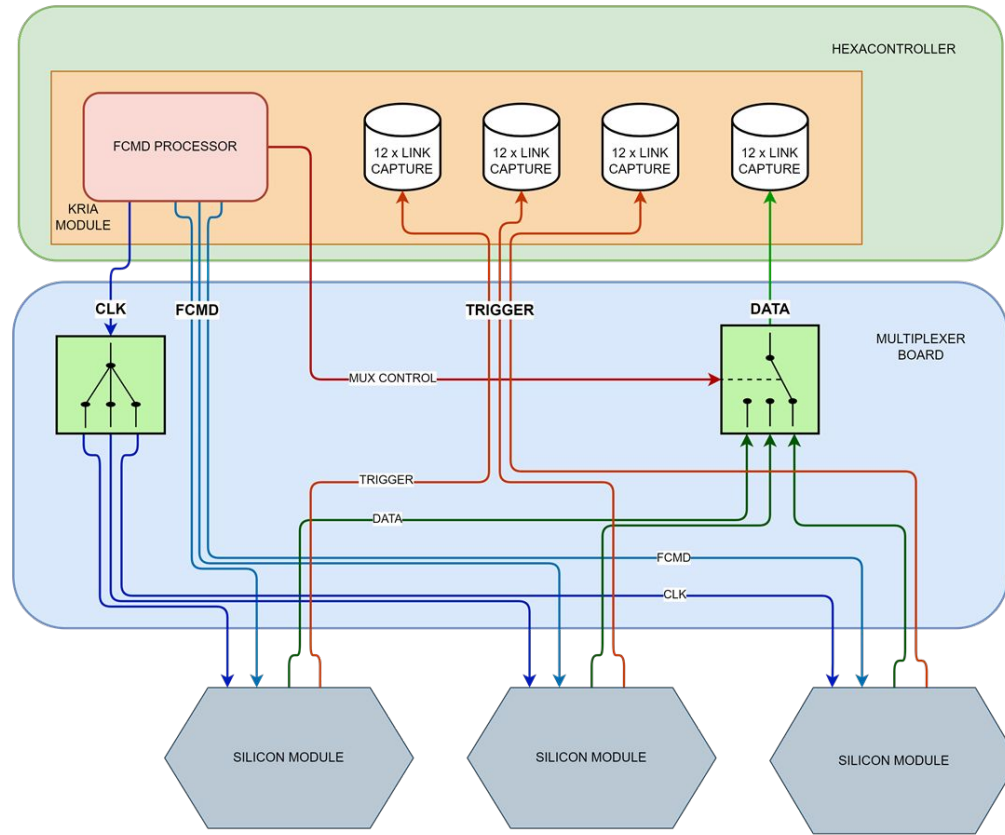 HEXACONTROLLER
FCMD PROCESSOR
KRIA
MODULE
12 x LINK
CAPTURE
12 x LINK
CAPTURE
12 x LINK
CAPTURE
12 x LINK
CAPTURE
CLK
FCMD
TRIGGER
DATA
MULTIPLEXER
BOARD
MUX CONTROL
TRIGGER
DATA
FCMD
CLK
SILICON MODULE
SILICON MODULE
SILICON MODULE